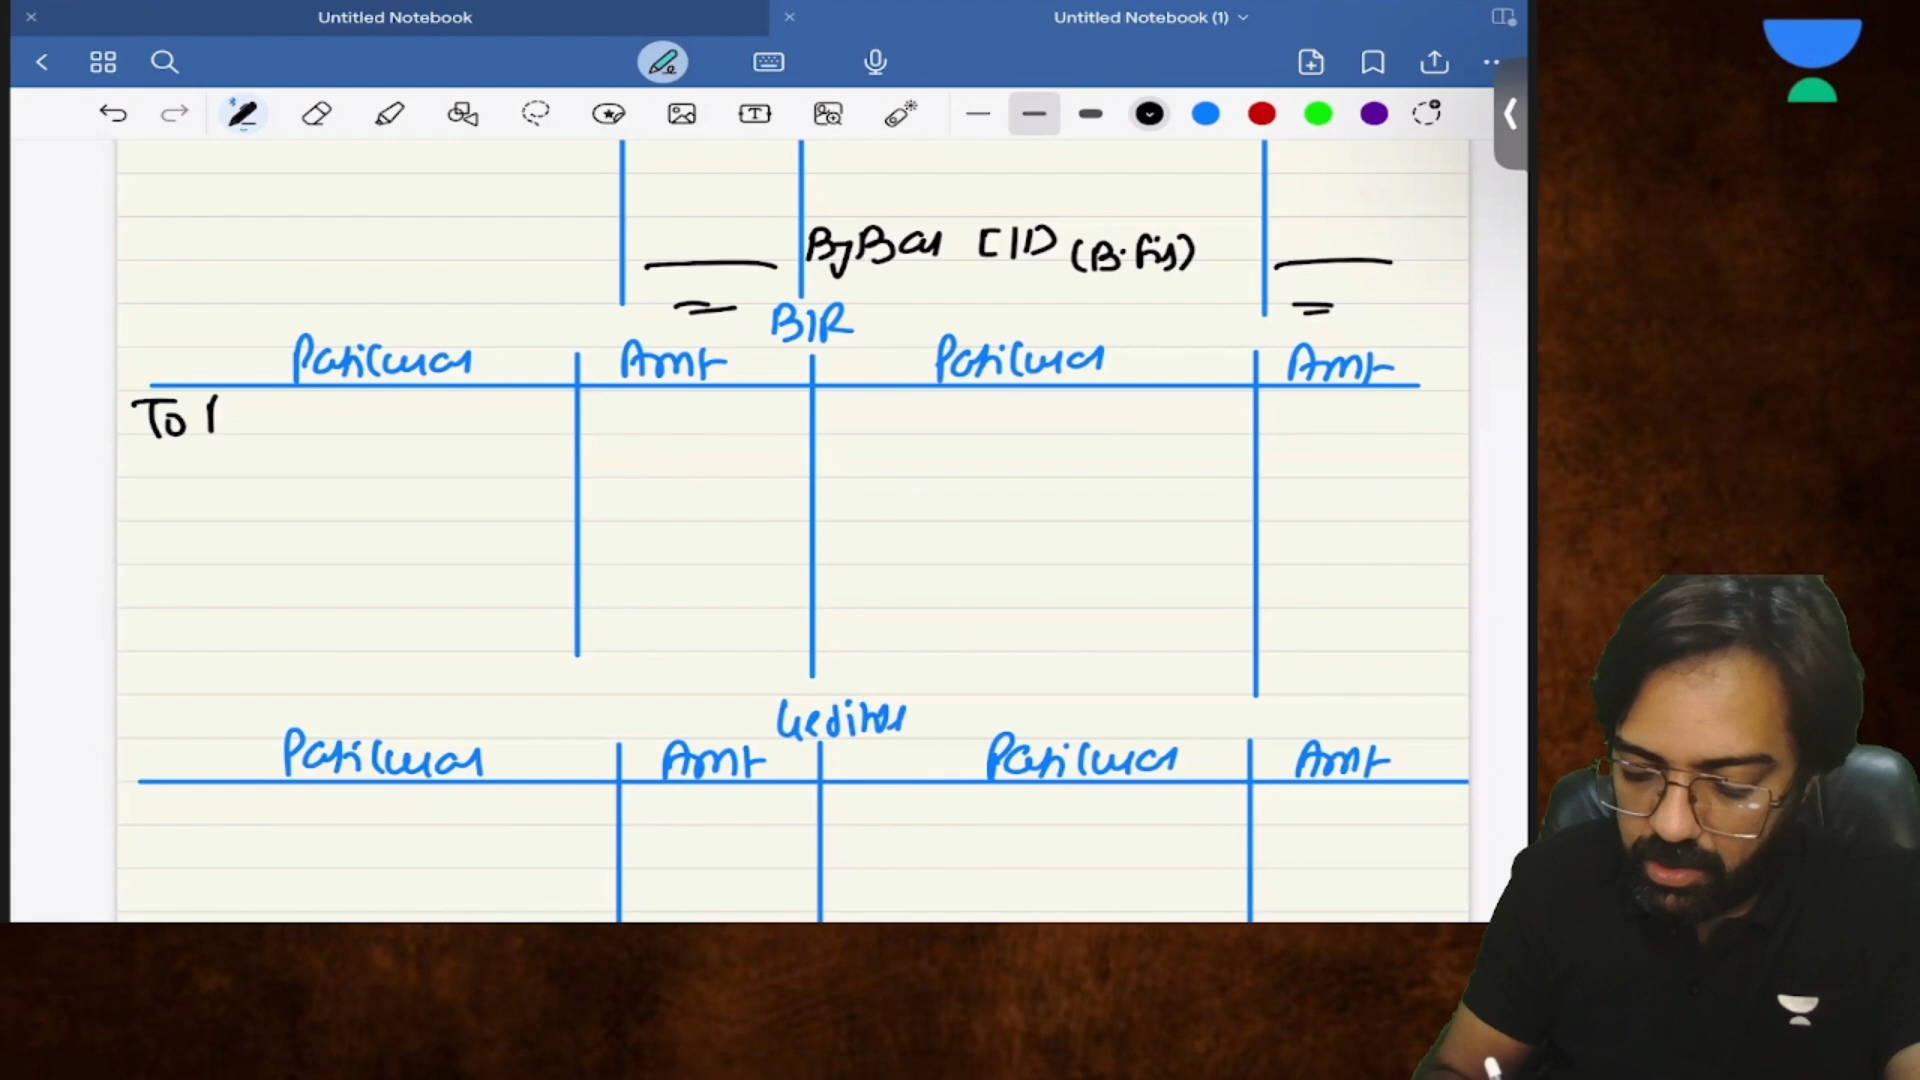 Untitled Notebook Untitled Notebook (1)
By Bal C/D (B. fig)
B/R
Particular Amt Particular Amt
To
Creditor
Particular Amt Particular Amt